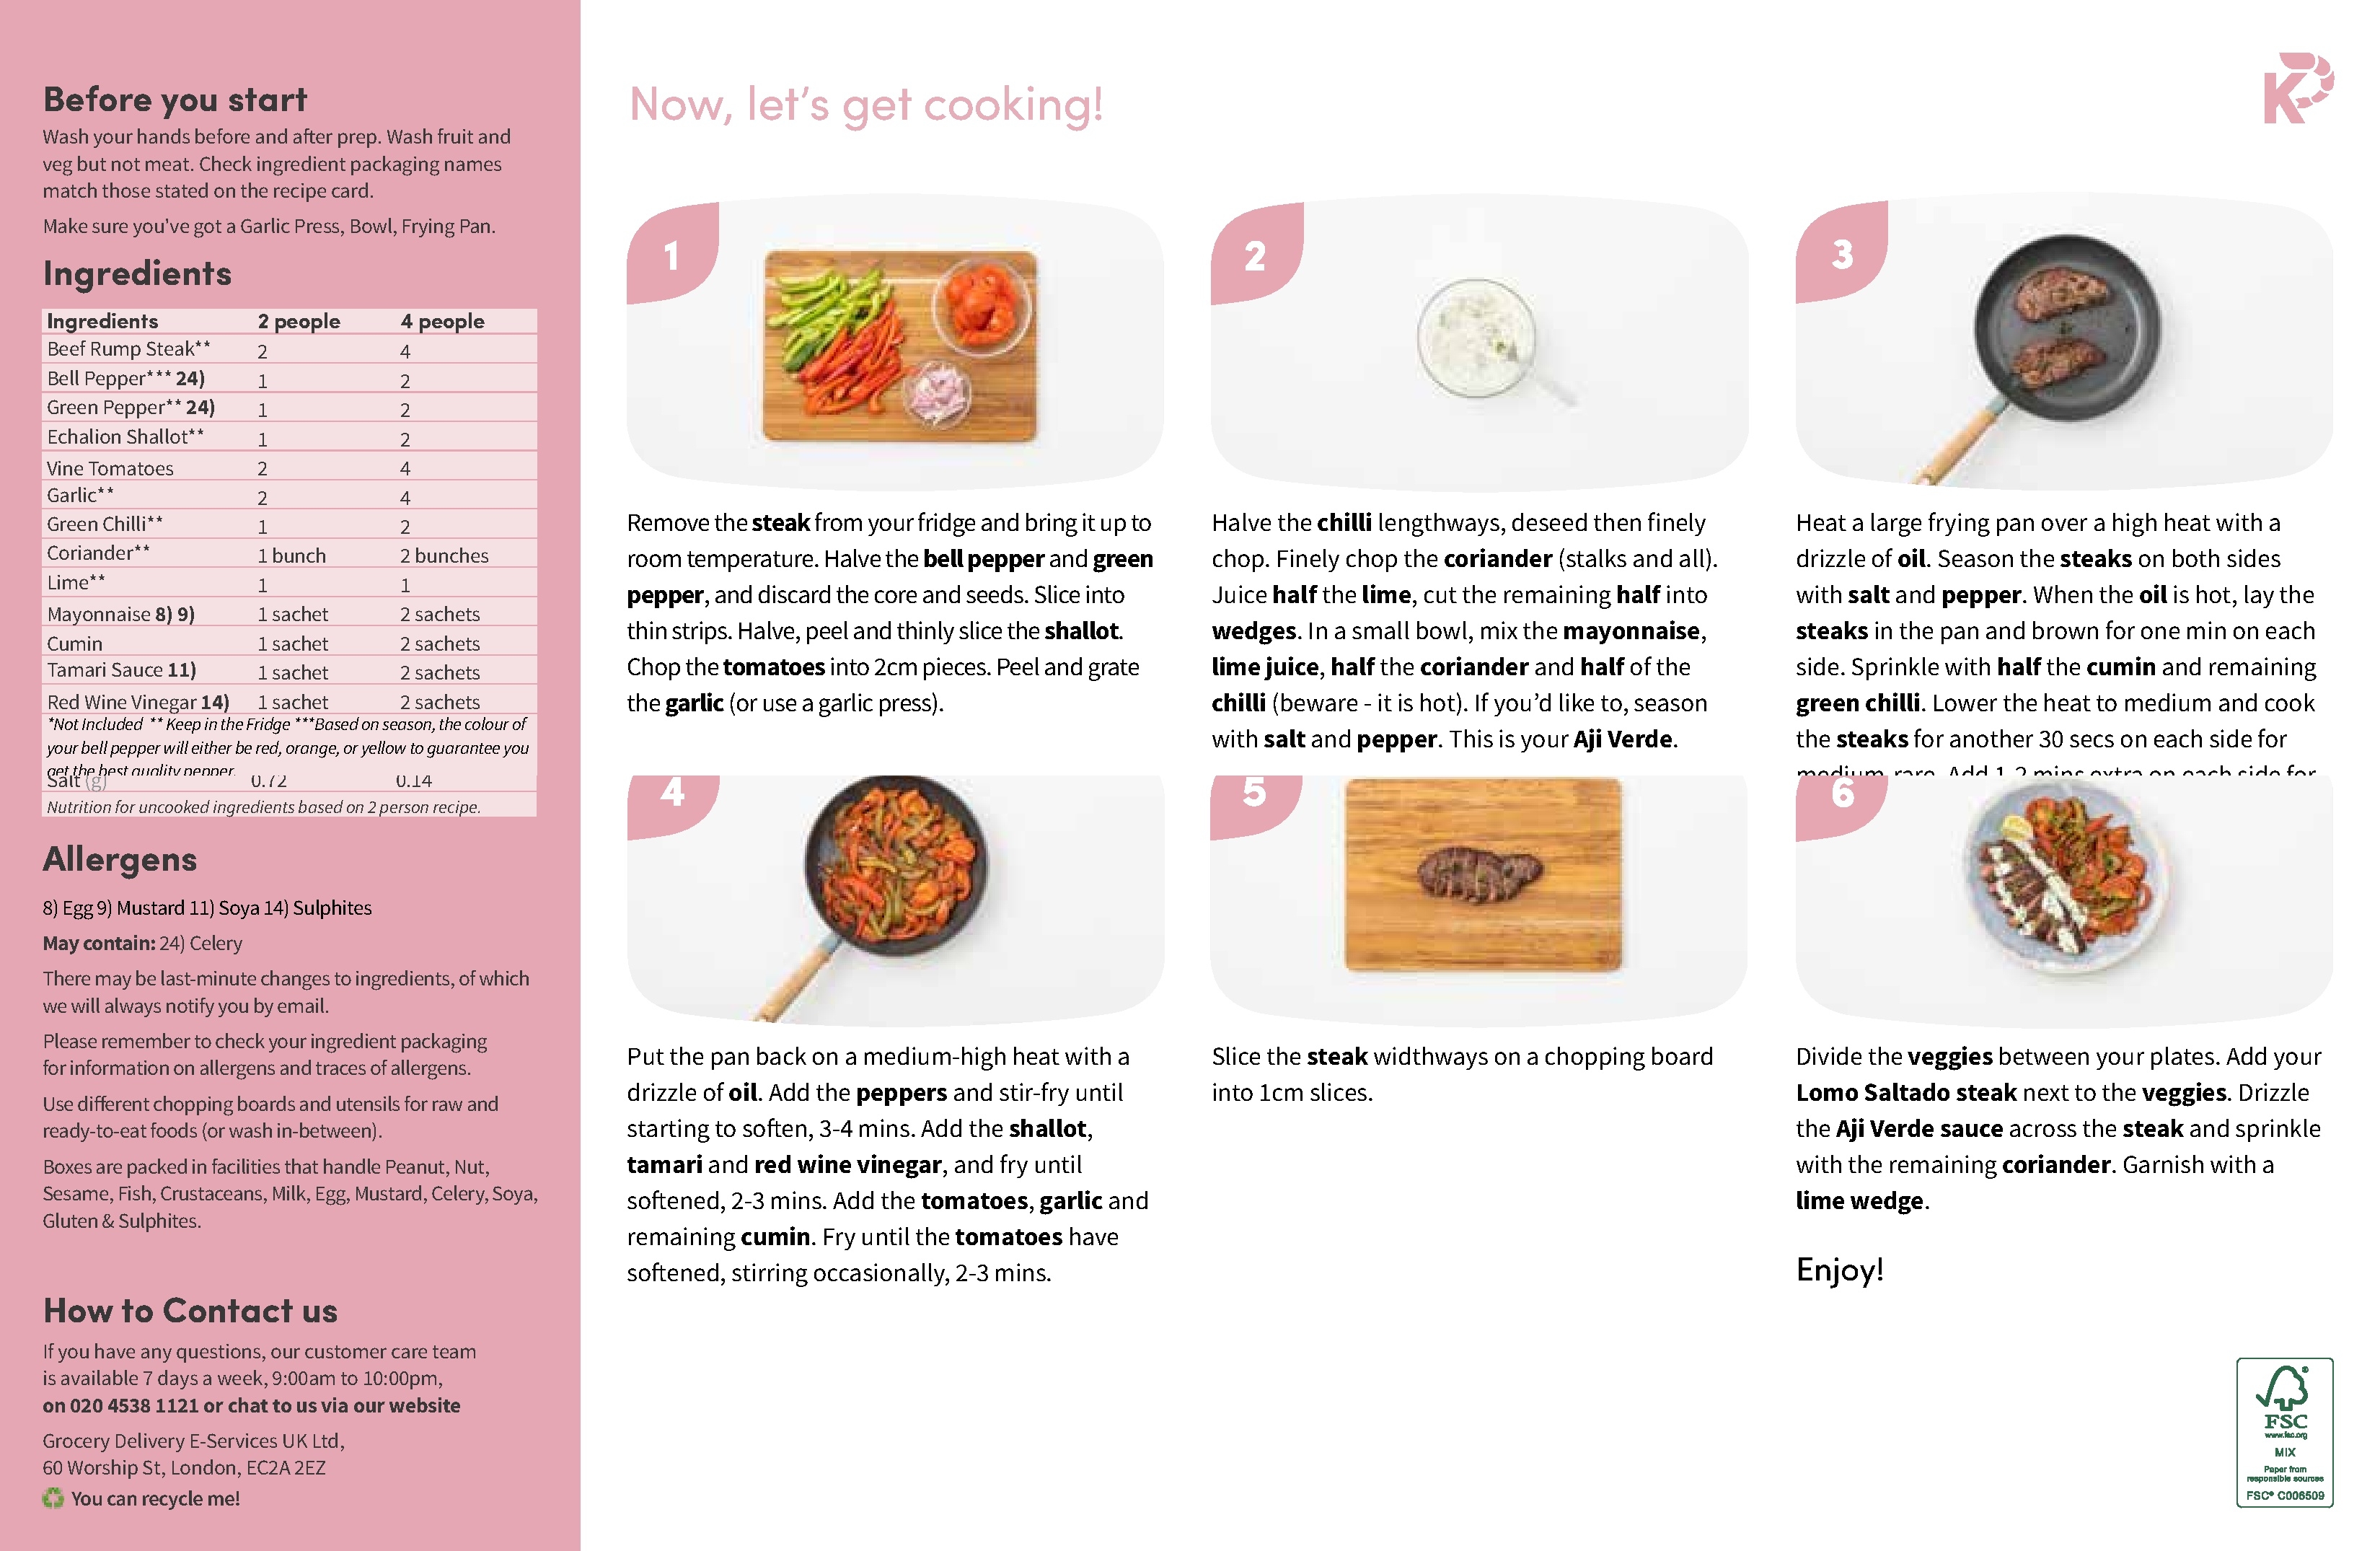 Before you start
Wash your hands before and after prep. Wash fruit and
veg but not meat. Check ingredient packaging names
match those stated on the recipe card.
Make sure you've got a Garlic Press, Bowl, Frying Pan.
Ingredients
Ingredients 2 people 4 people
Beef Rump Steak** 2 4
Bell Pepper*** 24) 1 2
Green Pepper** 24) 1 2
Echalion Shallot** 1 2
Vine Tomatoes 2 4
Garlic** 2 4
Green Chilli** 1 2
Coriander** 1 bunch 2 bunches
Lime** 1 1
Mayonnaise 8) 9) 1 sachet 2 sachets
Cumin 1 sachet 2 sachets
Tamari Sauce 11) 1 sachet 2 sachets
Red Wine Vinegar 14) 1 sachet 2 sachets
*Not Included ** Keep in the Fridge ***Based on season, the colour of
your bell pepper will either be red, orange, or yellow to guarantee you
get the best quality pepper.
Salt (g) 0.72 0.14
Nutrition for uncooked ingredients based on 2 person recipe.
Allergens
8) Egg 9) Mustard 11) Soya 14) Sulphites
May contain: 24) Celery
There may be last-minute changes to ingredients, of which
we will always notify you by email.
Please remember to check your ingredient packaging
for information on allergens and traces of allergens.
Use different chopping boards and utensils for raw and
ready-to-eat foods (or wash in-between).
Boxes are packed in facilities that handle Peanut, Nut,
Sesame, Fish, Crustaceans, Milk, Egg, Mustard, Celery, Soya,
Gluten & Sulphites.
How to Contact us
If you have any questions, our customer care team
is available 7 days a week, 9:00am to 10:00pm,
on 020 4538 1121 or chat to us via our website
Grocery Delivery E-Services UK Ltd,
60 Worship St, London, EC2A 2EZ
You can recycle me!
Now, let's get cooking!
K
1
Remove the steak from your fridge and bring it up to
room temperature. Halve the bell pepper and green
pepper, and discard the core and seeds. Slice into
thin strips. Halve, peel and thinly slice the shallot.
Chop the tomatoes into 2cm pieces. Peel and grate
the garlic (or use a garlic press).
2
Halve the chilli lengthways, deseed then finely
chop. Finely chop the coriander (stalks and all).
Juice half the lime, cut the remaining half into
wedges. In a small bowl, mix the mayonnaise,
lime juice, half the coriander and half of the
chilli (beware - it is hot). If you'd like to, season
with salt and pepper. This is your Aji Verde.
3
Heat a large frying pan over a high heat with a
drizzle of oil. Season the steaks on both sides
with salt and pepper. When the oil is hot, lay the
steaks in the pan and brown for one min on each
side. Sprinkle with half the cumin and remaining
green chilli. Lower the heat to medium and cook
the steaks for another 30 secs on each side for
medium-rare. Add 1-2 mins extra on each side for
4
Put the pan back on a medium-high heat with a
drizzle of oil. Add the peppers and stir-fry until
starting to soften, 3-4 mins. Add the shallot,
tamari and red wine vinegar, and fry until
softened, 2-3 mins. Add the tomatoes, garlic and
remaining cumin. Fry until the tomatoes have
softened, stirring occasionally, 2-3 mins.
5
Slice the steak widthways on a chopping board
into 1cm slices.
6
Divide the veggies between your plates. Add your
Lomo Saltado steak next to the veggies. Drizzle
the Aji Verde sauce across the steak and sprinkle
with the remaining coriander. Garnish with a
lime wedge.
Enjoy!
FSC
www.fsc.org
MIX
Paper from
responsible sources
FSC® C006509